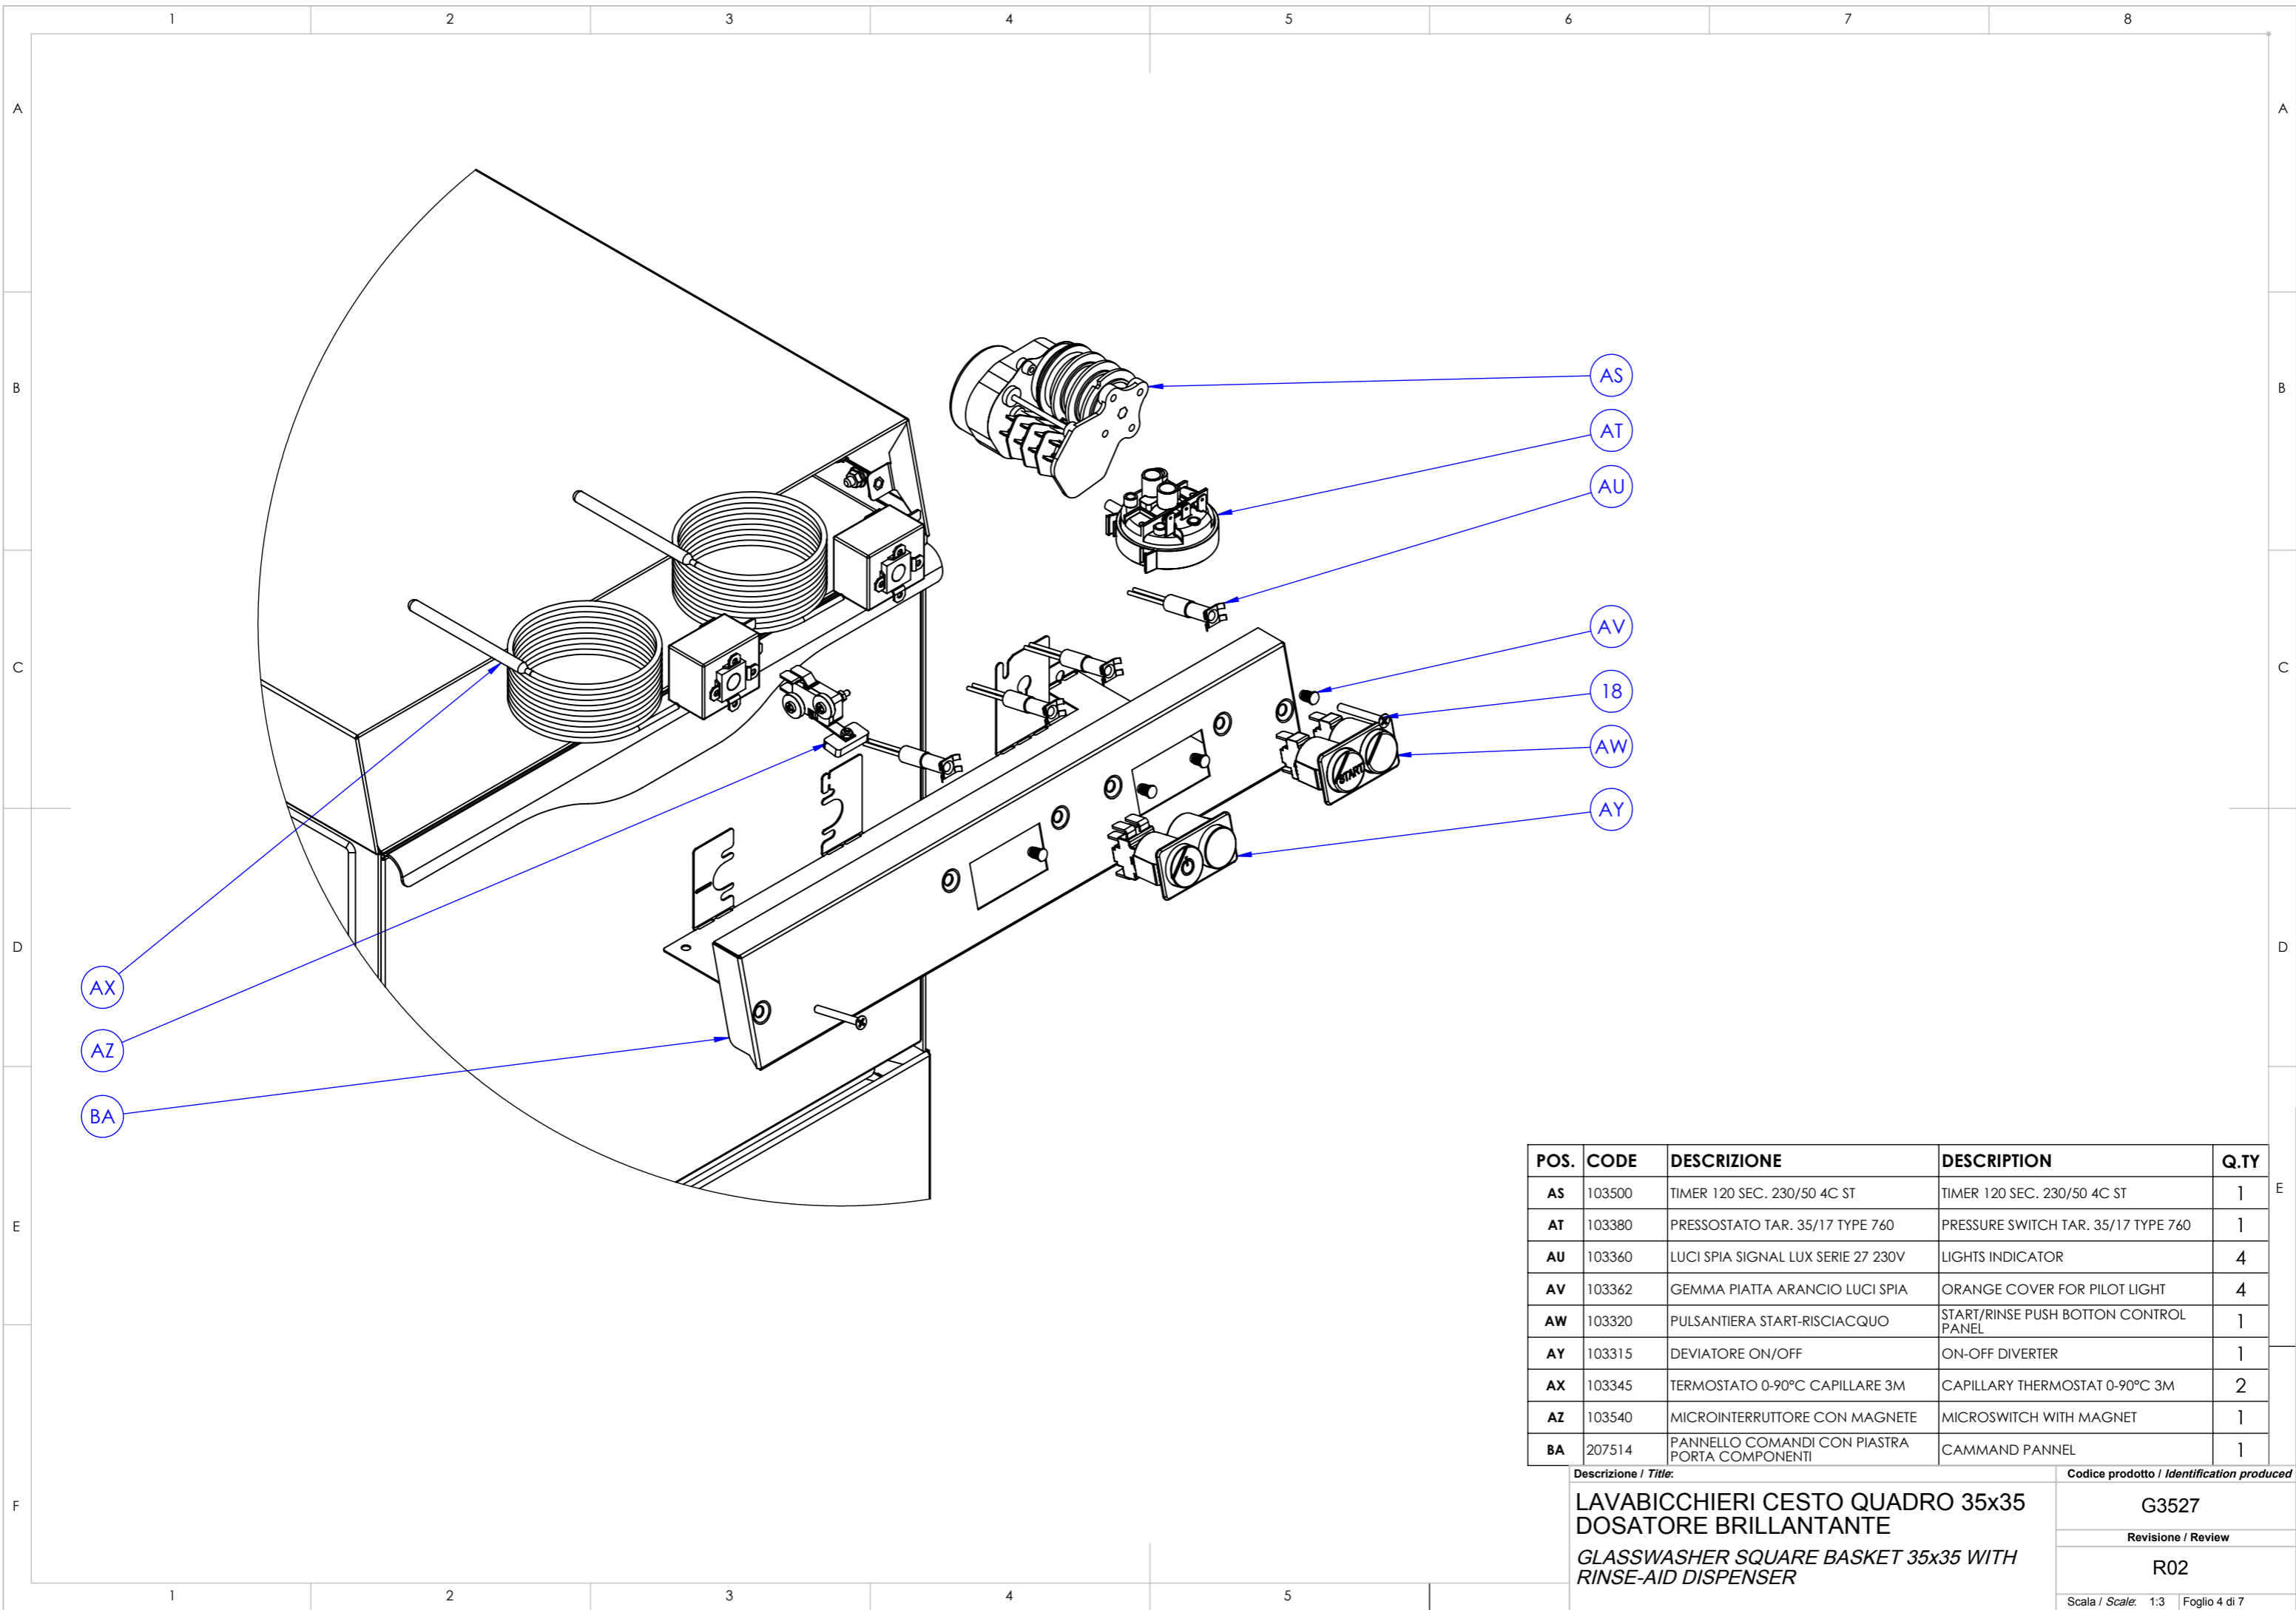 1 2 3 4 5 6 7 8
A A
B B
C C
D D
E E
F
AS
AT
AU
AV
18
AW
AY
AX
AZ
BA
START
POS. CODE DESCRIZIONE DESCRIPTION Q.TY
AS 103500 TIMER 120 SEC. 230/50 4C ST TIMER 120 SEC. 230/50 4C ST 1
AT 103380 PRESSOSTATO TAR. 35/17 TYPE 760 PRESSURE SWITCH TAR. 35/17 TYPE 760 1
AU 103360 LUCI SPIA SIGNAL LUX SERIE 27 230V LIGHTS INDICATOR 4
AV 103362 GEMMA PIATTA ARANCIO LUCI SPIA ORANGE COVER FOR PILOT LIGHT 4
AW 103320 PULSANTIERA START-RISCIACQUO START/RINSE PUSH BOTTON CONTROL
PANEL 1
AY 103315 DEVIATORE ON/OFF ON-OFF DIVERTER 1
AX 103345 TERMOSTATO 0-90°C CAPILLARE 3M CAPILLARY THERMOSTAT 0-90°C 3M 2
AZ 103540 MICROINTERRUTTORE CON MAGNETE MICROSWITCH WITH MAGNET 1
BA 207514 PANNELLO COMANDI CON PIASTRA
PORTA COMPONENTI CAMMAND PANNEL 1
Descrizione / Title:
LAVABICCHIERI CESTO QUADRO 35x35
DOSATORE BRILLANTANTE
GLASSWASHER SQUARE BASKET 35x35 WITH
RINSE-AID DISPENSER
Codice prodotto / Identification produced
G3527
Revisione / Review
R02
Scala / Scale: 1:3 Foglio 4 di 7
1 2 3 4 5